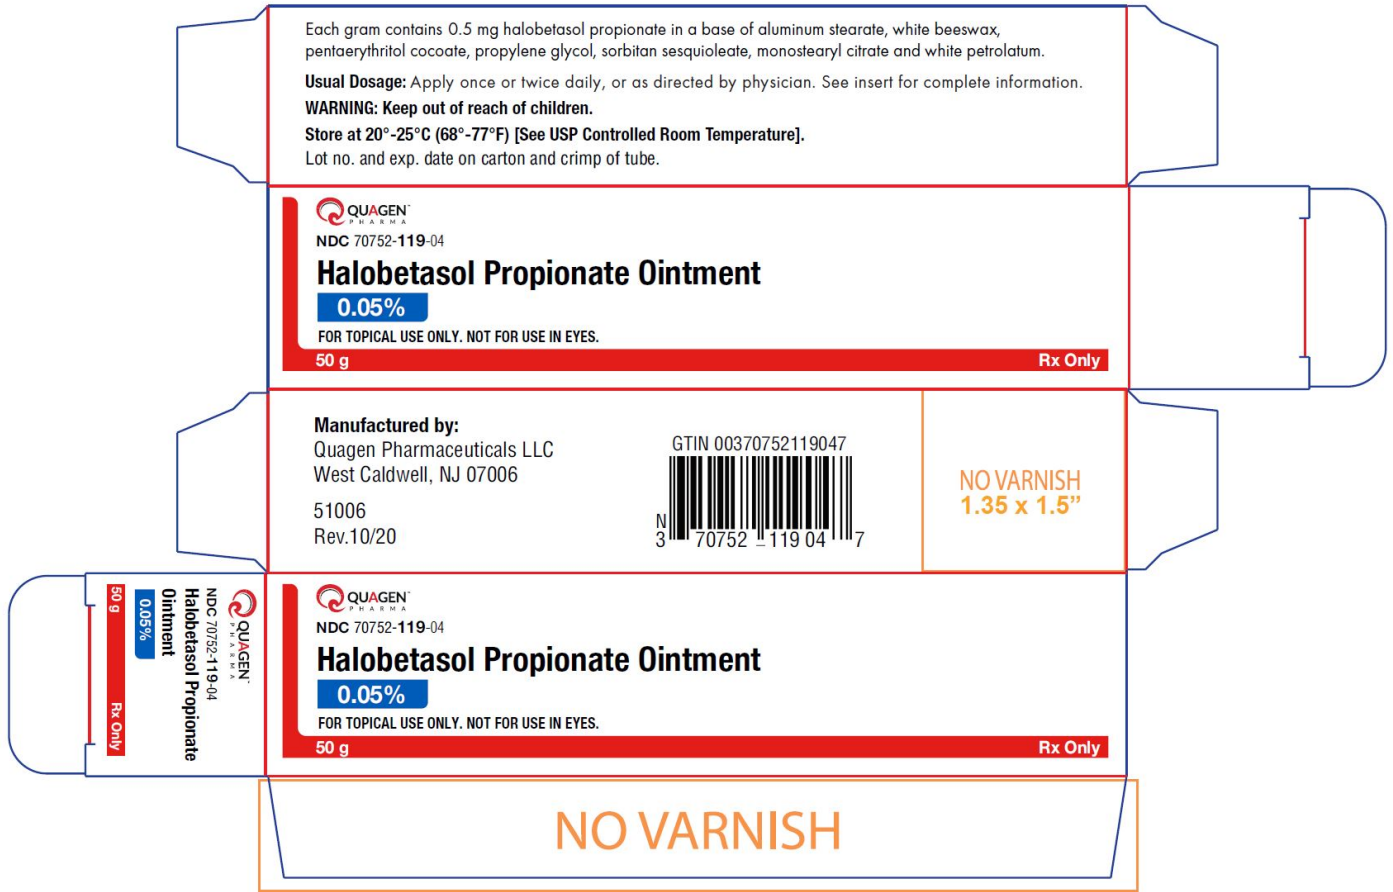 Each gram contains 0.5 mg halobetasol propionate in a base of aluminum stearate, white beeswax,
pentaerythritol cocoate, propylene glycol, sorbitan sesquioleate, monostearyl citrate and white petrolatum.
Usual Dosage: Apply once or twice daily, or as directed by physician. See insert for complete information.
WARNING: Keep out of reach of children.
Store at 20°-25°C (68°-77°F) [See USP Controlled Room Temperature].
Lot no. and exp. date on carton and crimp of tube.
QUAGEN™
PHARMA
NDC 70752-119-04
Halobetasol Propionate Ointment
0.05%
FOR TOPICAL USE ONLY. NOT FOR USE IN EYES.
50 g Rx Only
Manufactured by:
Quagen Pharmaceuticals LLC
West Caldwell, NJ 07006
51006
Rev.10/20
GTIN 00370752119047
N
3 70752 – 119 04 7
NO VARNISH
1.35 x 1.5”
QUAGEN™
PHARMA
NDC 70752-119-04
Halobetasol Propionate
Ointment
0.05%
50 g Rx Only
QUAGEN™
PHARMA
NDC 70752-119-04
Halobetasol Propionate Ointment
0.05%
FOR TOPICAL USE ONLY. NOT FOR USE IN EYES.
50 g Rx Only
NO VARNISH